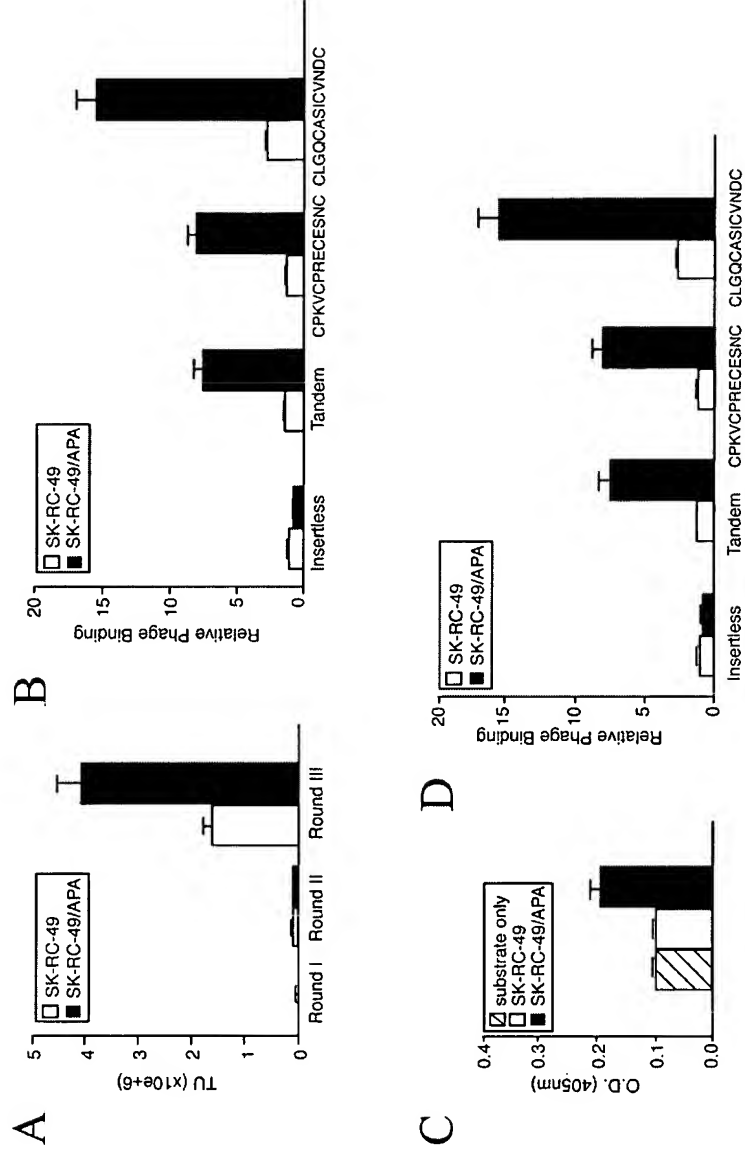 A
SK-RC-49
SK-RC-49/APA
TU (x10e+6)
5
4
3
2
1
0
Round I
Round II
Round III
B
SK-RC-49
SK-RC-49/APA
Relative Phage Binding
20
15
10
5
0
Insertless
Tandem
CPKVCPRECESNC
CLGQCASICVNDC
C
substrate only
SK-RC-49
SK-RC-49/APA
O.D. (405nm)
0.4
0.3
0.2
0.1
0.0
D
SK-RC-49
SK-RC-49/APA
Relative Phage Binding
20
15
10
5
0
Insertless
Tandem
CPKVCPRECESNC
CLGQCASICVNDC